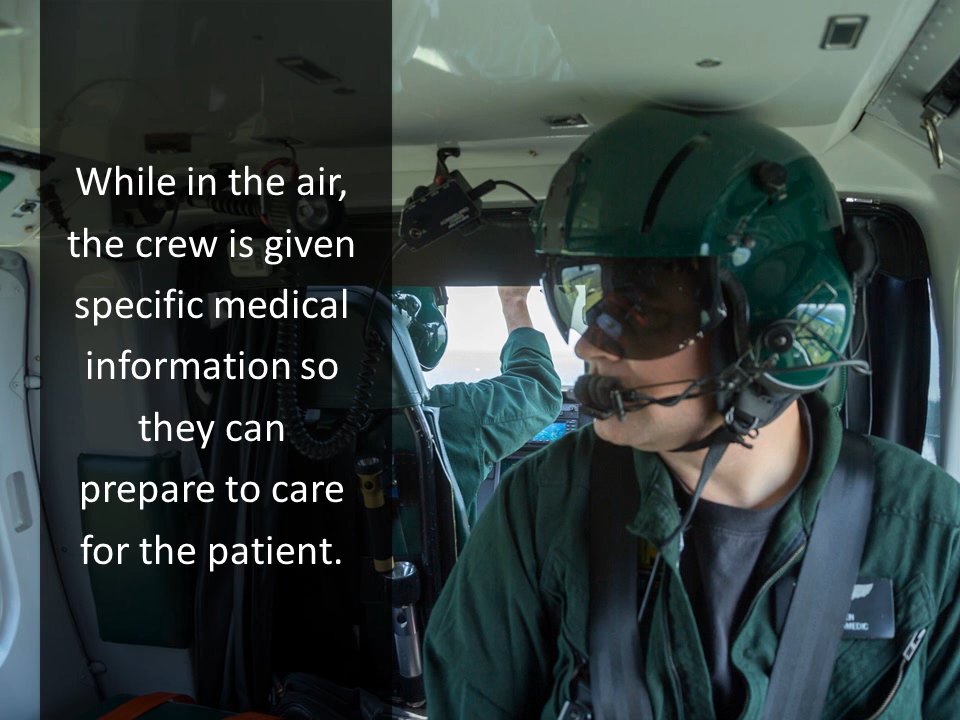 While in the air,
the crew is given
specific medical
information so
they can
prepare to care
for the patient.